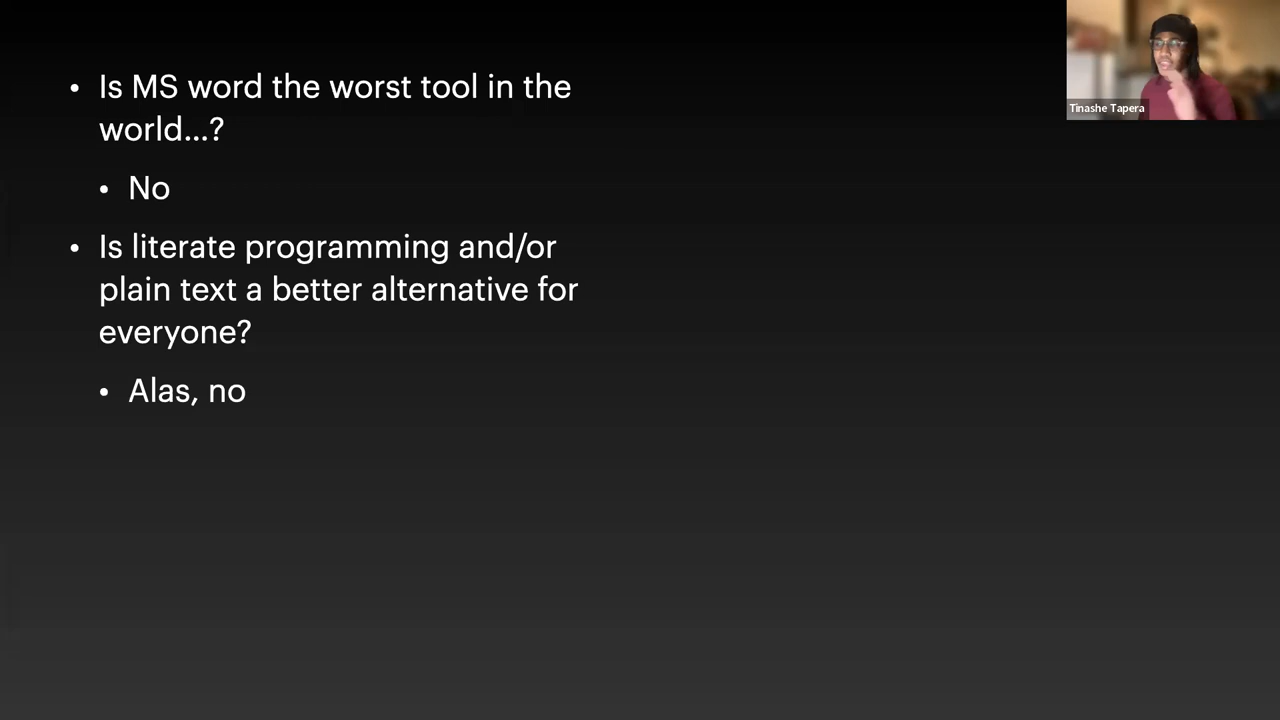 • Is MS word the worst tool in the
world...?
• No
• Is literate programming and/or
plain text a better alternative for
everyone?
• Alas, no
Tinashe Tapera